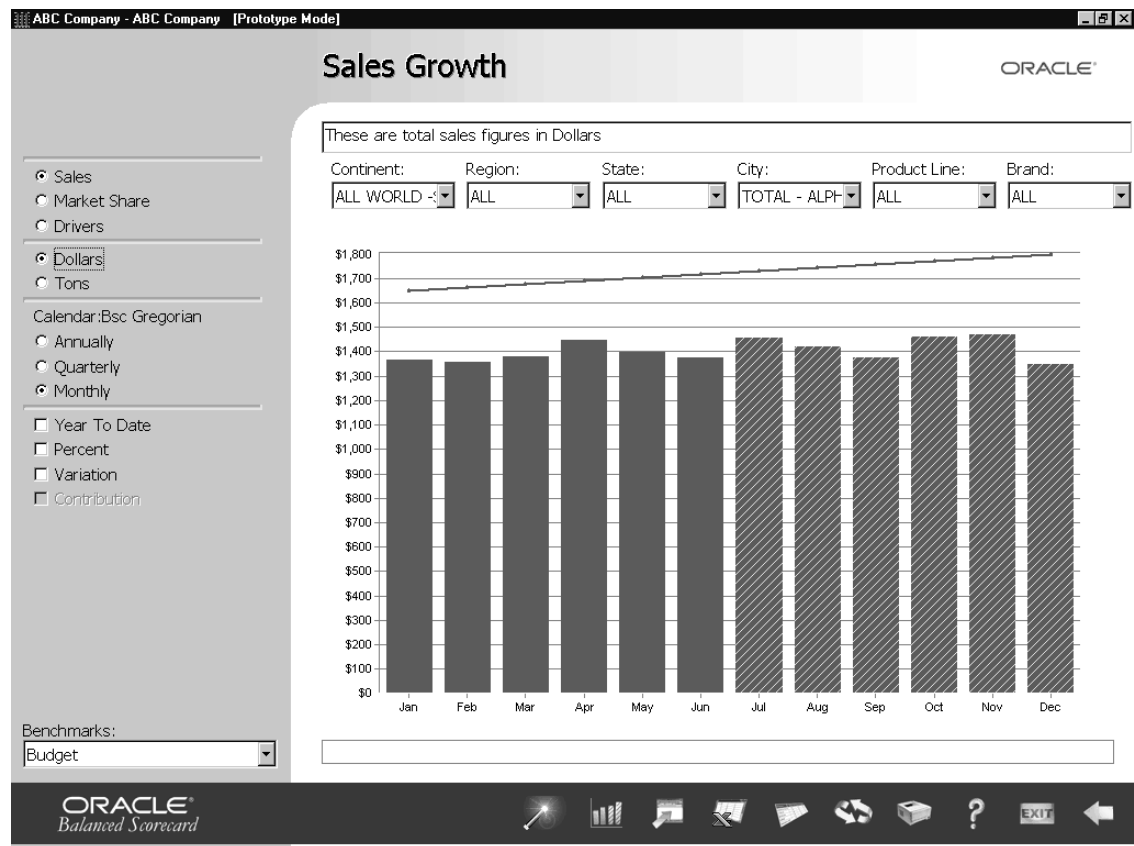 ABC Company - ABC Company [Prototype Mode]
Sales Growth
ORACLE®
These are total sales figures in Dollars
Continent: Region: State: City: Product Line: Brand:
ALL WORLD - ALL ALL TOTAL - ALPH ALL ALL
Sales
Market Share
Drivers
Dollars
Tons
Calendar:Bsc Gregorian
Annually
Quarterly
Monthly
Year To Date
Percent
Variation
Contribution
Benchmarks:
Budget
$1,800
$1,700
$1,600
$1,500
$1,400
$1,300
$1,200
$1,100
$1,000
$900
$800
$700
$600
$500
$400
$300
$200
$100
$0
Jan Feb Mar Apr May Jun Jul Aug Sep Oct Nov Dec
ORACLE®
Balanced Scorecard
? EXIT